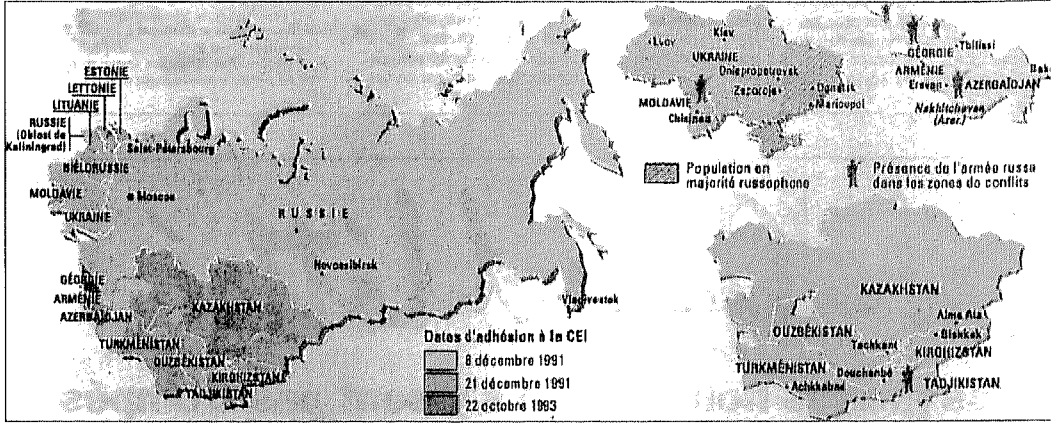 ESTONIE
LETTONIE
LITUANIE
RUSSIE
(Oblast de
Kaliningrad)
Saint-Pétersbourg
BIÉLORUSSIE
MOLDAVIE
Moscou
UKRAINE
RUSSIE
Novossibirsk
GÉORGIE
ARMÉNIE
AZERBAÏDJAN
KAZAKHSTAN
Vladivostok
TURKMÉNISTAN
OUZBÉKISTAN
KIRGHIZSTAN
TADJIKISTAN
Dates d'adhésion à la CEI
8 décembre 1991
21 décembre 1991
22 octobre 1993
Lvov
Kiev
UKRAINE
Dniepropetrovsk
Zaporoje
Donetsk
Marioupol
MOLDAVIE
Chisinau
GÉORGIE
Tbilissi
ARMÉNIE
Erevan
AZERBAÏDJAN
Bakou
Nakhitchevan
(Azer.)
Population en
majorité russophone
Présence de l'armée russe
dans les zones de conflits
KAZAKHSTAN
Alma Ata
OUZBÉKISTAN
Bishkek
Tachkent
KIRGHIZSTAN
TURKMÉNISTAN
Douchanbé
Achkhabad
TADJIKISTAN